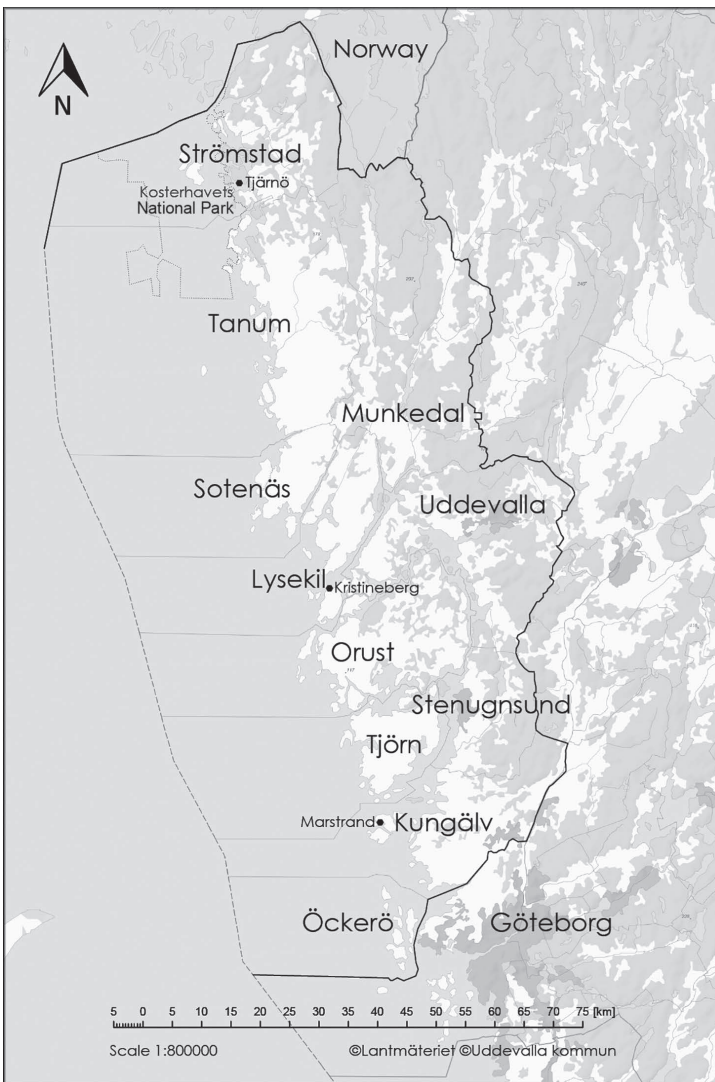 Norway
N
Strömstad
Tjärnö
Kosterhavets
National Park
Tanum
Munkedal
Sotenäs
Uddevalla
Lysekil
Kristineberg
Orust
Stenugnsund
Tjörn
Marstrand
Kungälv
Öckerö
Göteborg
5 0 5 10 15 20 25 30 35 40 45 50 55 60 65 70 75 [km]
Scale 1:800000
©Lantmäteriet ©Uddevalla kommun